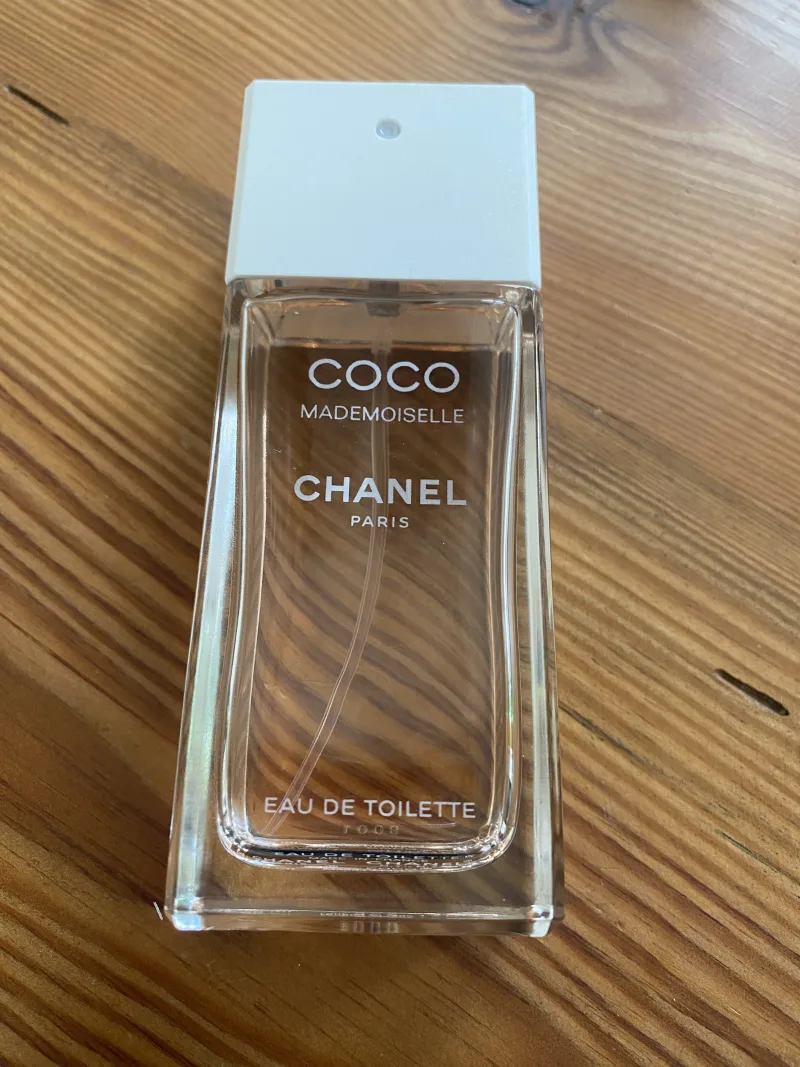 COCO
MADEMOISELLE
CHANEL
PARIS
EAU DE TOILETTE